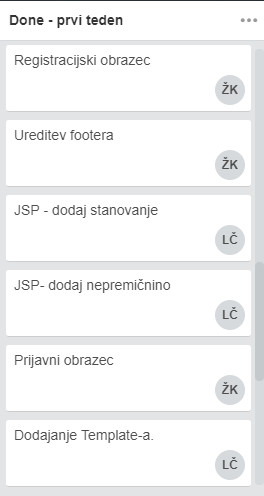 Done - prvi teden
Registracijski obrazec
ŽK
Ureditev footera
ŽK
JSP - dodaj stanovanje
LČ
JSP- dodaj nepremičnino
LČ
Prijavni obrazec
ŽK
Dodajanje Template-a.
LČ